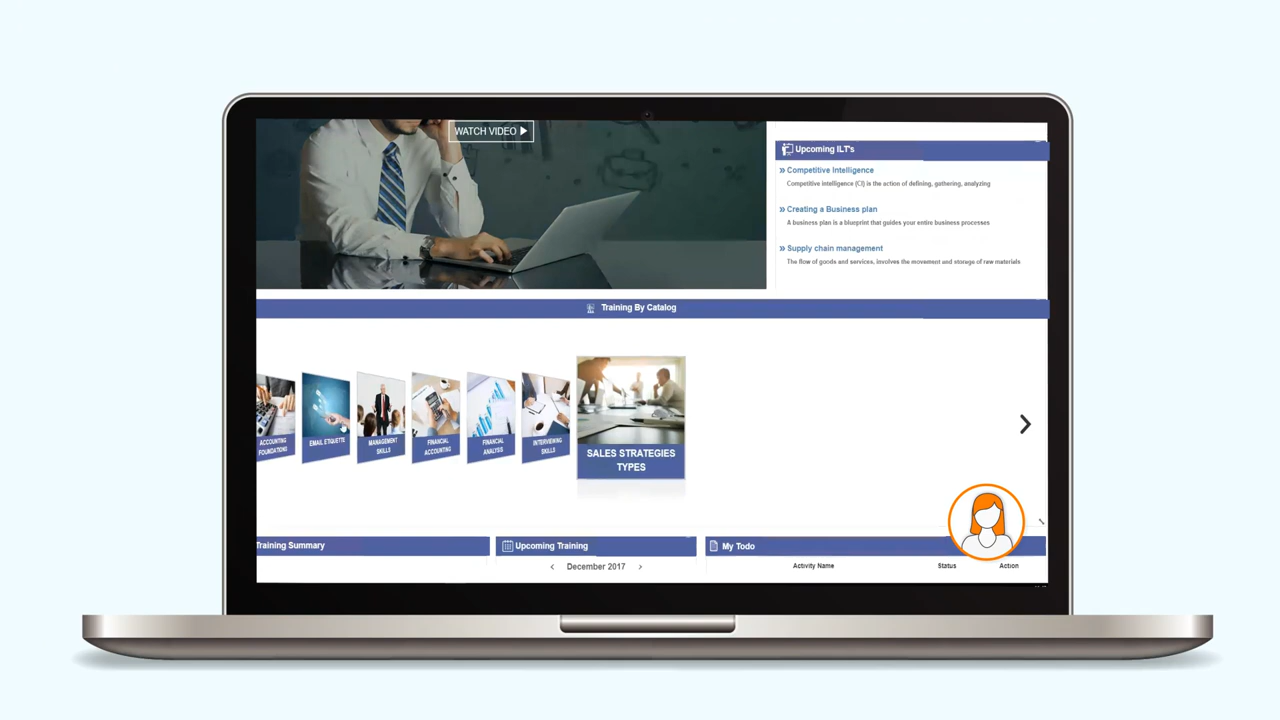 WATCH VIDEO
Upcoming ILT's
» Competitive Intelligence
Competitive intelligence (CI) is the action of defining, gathering, analyzing
» Creating a Business plan
A business plan is a blueprint that guides your entire business processes
» Supply chain management
The flow of goods and services, involves the movement and storage of raw materials
Training By Catalog
ACCOUNTING
FOUNDATIONS
EMAIL ETIQUETTE
MANAGEMENT
SKILLS
FINANCIAL
ACCOUNTING
FINANCIAL
ANALYSIS
INTERVIEWING
SKILLS
SALES STRATEGIES
TYPES
Training Summary
Upcoming Training
My Todo
< December 2017 >
Activity Name
Status
Action